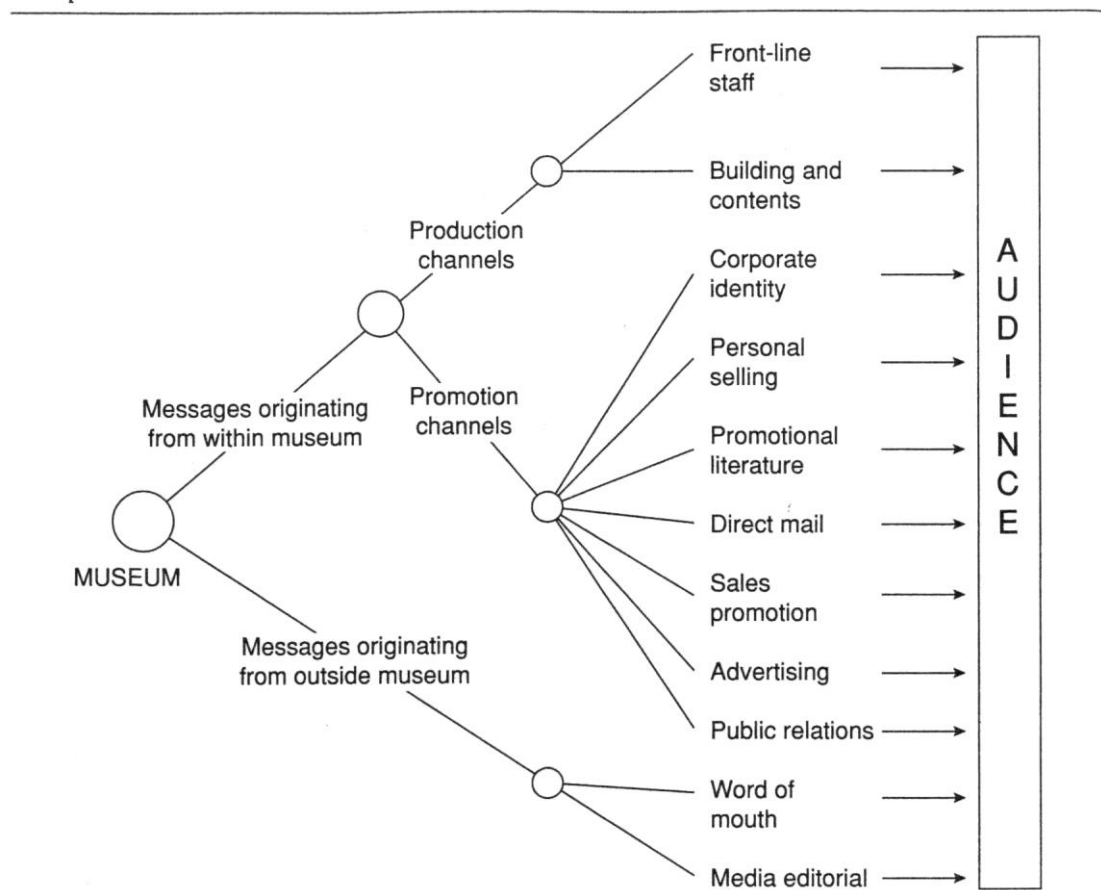 Front-line
staff
Building and
contents
Production
channels
Corporate
identity
Personal
selling
Promotion
channels
Messages originating
from within museum
Promotional
literature
Direct mail
MUSEUM
Sales
promotion
Messages originating
from outside museum
Advertising
Public relations
Word of
mouth
Media editorial
AUDIENCE